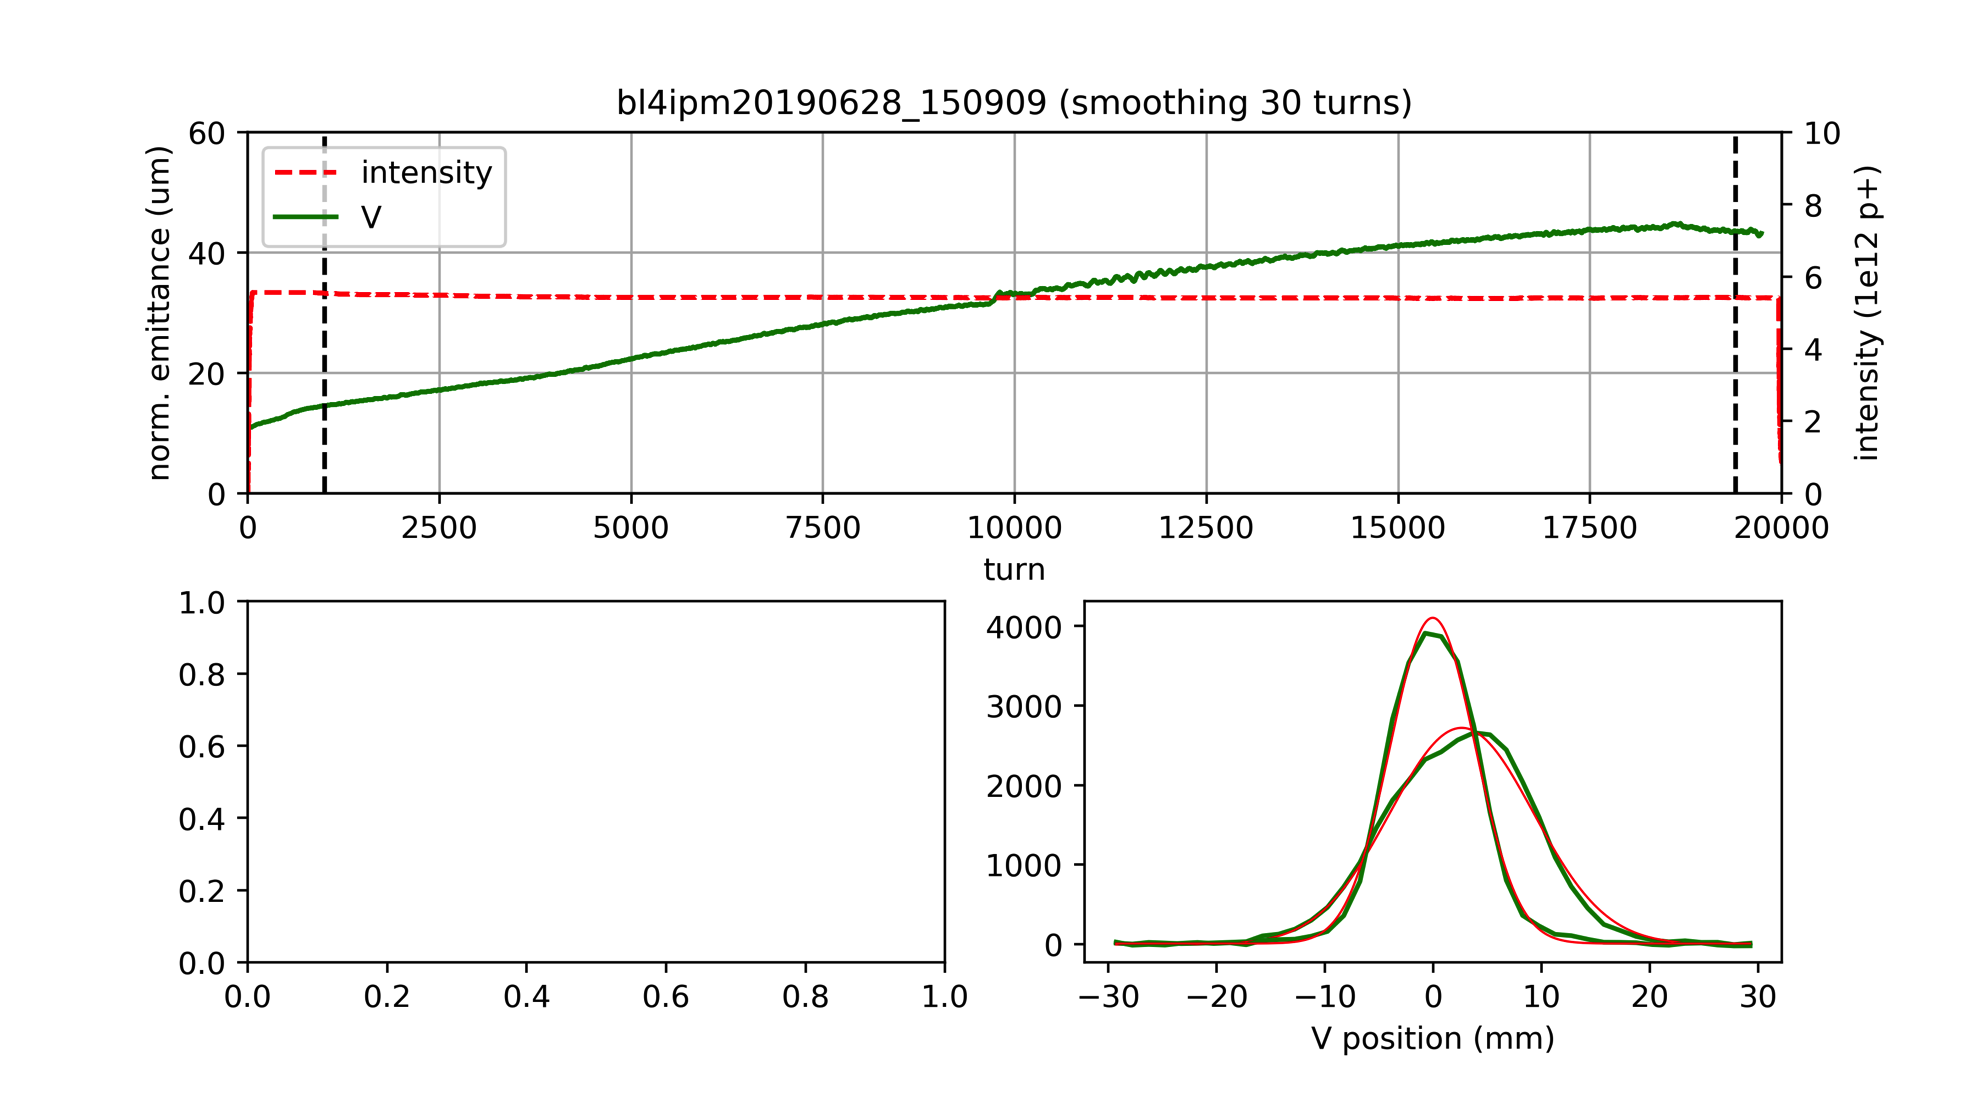 bl4ipm20190628_150909 (smoothing 30 turns)
norm. emittance (um)
60
40
20
0
intensity
V
10
8
6
4
2
0
intensity (1e12 p+)
0 2500 5000 7500 10000 12500 15000 17500 20000
turn
1.0
0.8
0.6
0.4
0.2
0.0
0.0 0.2 0.4 0.6 0.8 1.0
4000
3000
2000
1000
0
−30 −20 −10 0 10 20 30
V position (mm)